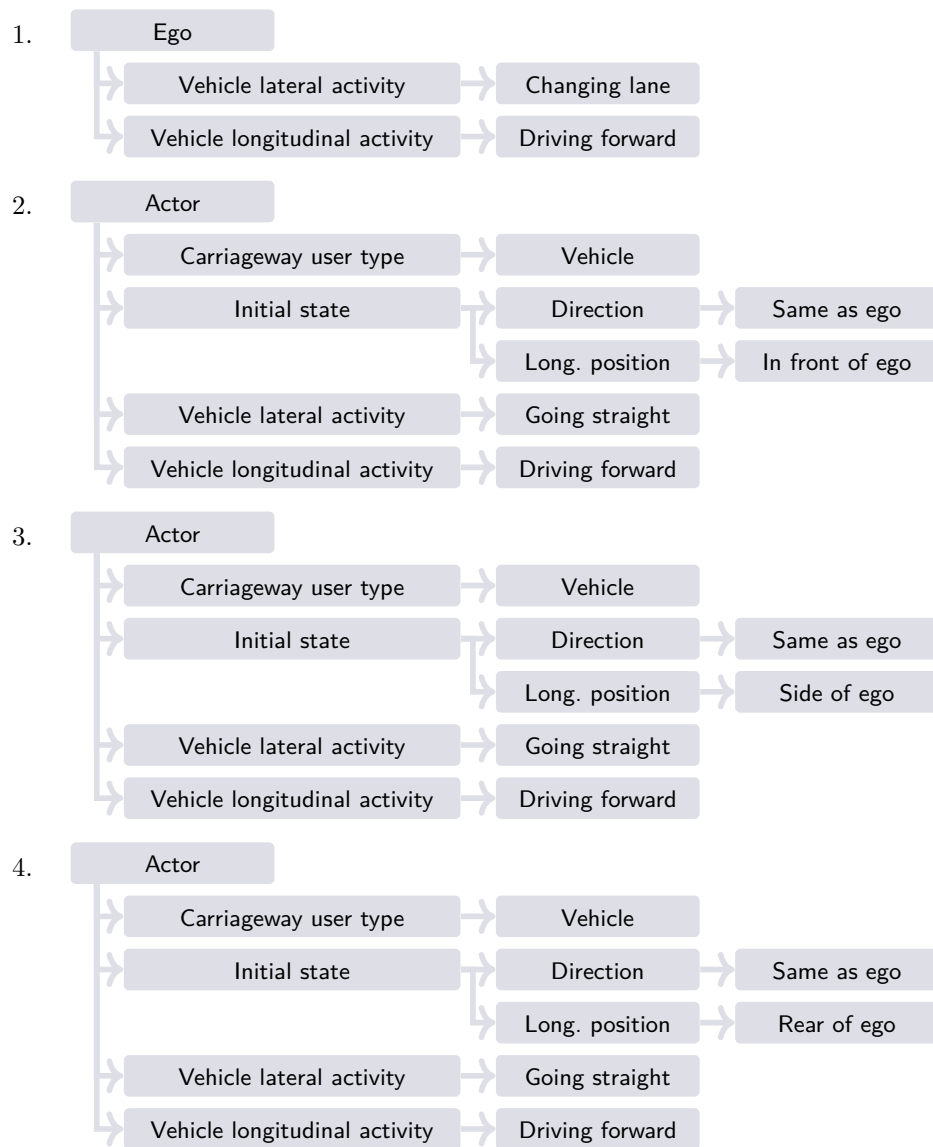 1. Ego
Vehicle lateral activity Changing lane
Vehicle longitudinal activity Driving forward
2. Actor
Carriageway user type Vehicle
Initial state Direction Same as ego
Long. position In front of ego
Vehicle lateral activity Going straight
Vehicle longitudinal activity Driving forward
3. Actor
Carriageway user type Vehicle
Initial state Direction Same as ego
Long. position Side of ego
Vehicle lateral activity Going straight
Vehicle longitudinal activity Driving forward
4. Actor
Carriageway user type Vehicle
Initial state Direction Same as ego
Long. position Rear of ego
Vehicle lateral activity Going straight
Vehicle longitudinal activity Driving forward